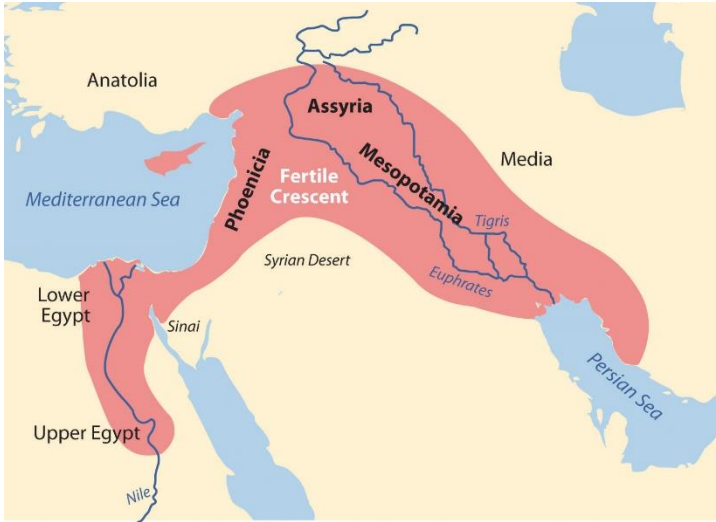 Anatolia
Assyria
Media
Mesopotamia
Phoenicia
Fertile
Crescent
Mediterranean Sea
Tigris
Syrian Desert
Euphrates
Lower
Egypt
Sinai
Persian Sea
Upper Egypt
Nile